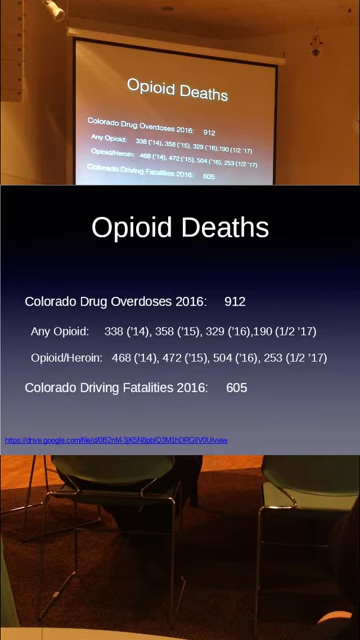 Opioid Deaths
Colorado Drug Overdoses 2016: 912
Any Opioid: 338 ('14), 358 ('15), 329 ('16),190 (1/2 '17)
Opioid/Heroin: 468 ('14), 472 ('15), 504 ('16), 253 (1/2 '17)
Colorado Driving Fatalities 2016: 605
Opioid Deaths
Colorado Drug Overdoses 2016: 912
Any Opioid: 338 ('14), 358 ('15), 329 ('16),190 (1/2 '17)
Opioid/Heroin: 468 ('14), 472 ('15), 504 ('16), 253 (1/2 '17)
Colorado Driving Fatalities 2016: 605